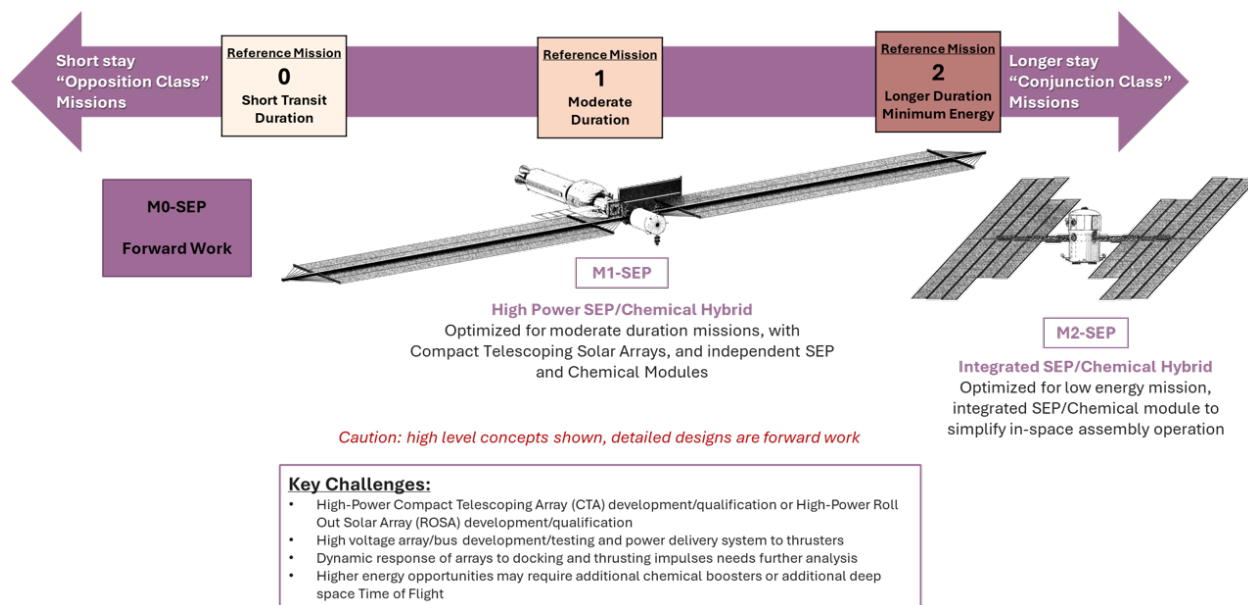 Short stay
“Opposition Class”
Missions
Reference Mission
0
Short Transit
Duration
Reference Mission
1
Moderate
Duration
Reference Mission
2
Longer Duration
Minimum Energy
Longer stay
“Conjunction Class”
Missions
M0-SEP
Forward Work
M1-SEP
High Power SEP/Chemical Hybrid
Optimized for moderate duration missions, with
Compact Telescoping Solar Arrays, and independent SEP
and Chemical Modules
M2-SEP
Integrated SEP/Chemical Hybrid
Optimized for low energy mission,
integrated SEP/Chemical module to
simplify in-space assembly operation
Caution: high level concepts shown, detailed designs are forward work
Key Challenges:
• High-Power Compact Telescoping Array (CTA) development/qualification or High-Power Roll
Out Solar Array (ROSA) development/qualification
• High voltage array/bus development/testing and power delivery system to thrusters
• Dynamic response of arrays to docking and thrusting impulses needs further analysis
• Higher energy opportunities may require additional chemical boosters or additional deep
space Time of Flight